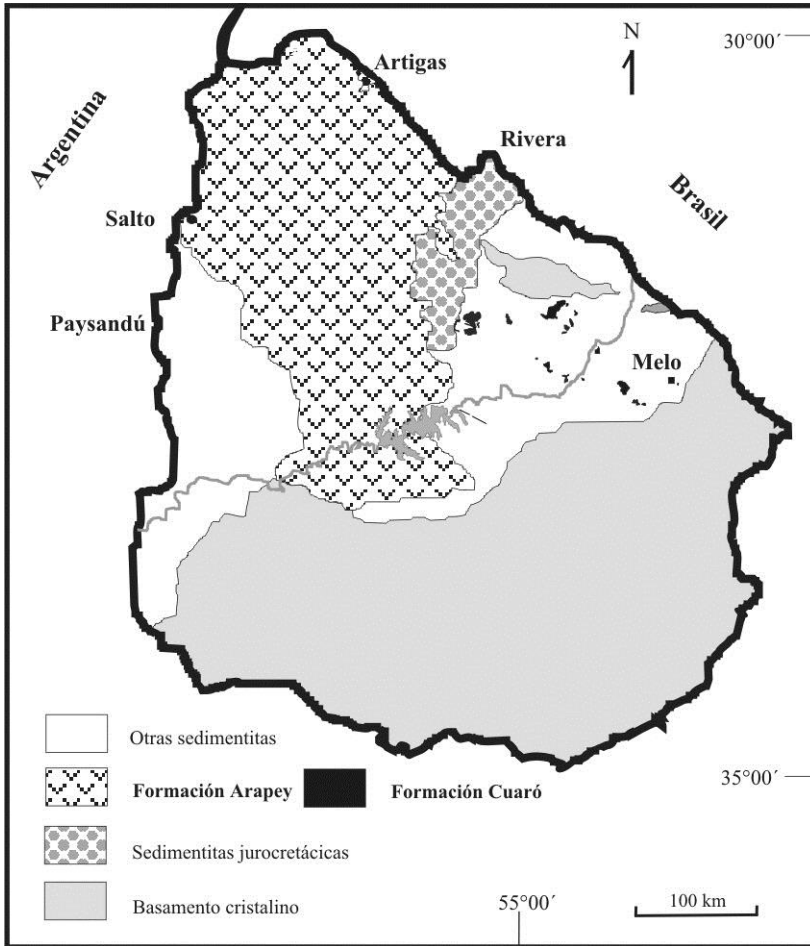 N
30°00´
Artigas
Argentina
Rivera
Brasil
Salto
Paysandú
Melo
Otras sedimentitas
Formación Arapey
Formación Cuaró
35°00´
Sedimentitas jurocretácicas
Basamento cristalino
55°00´
100 km